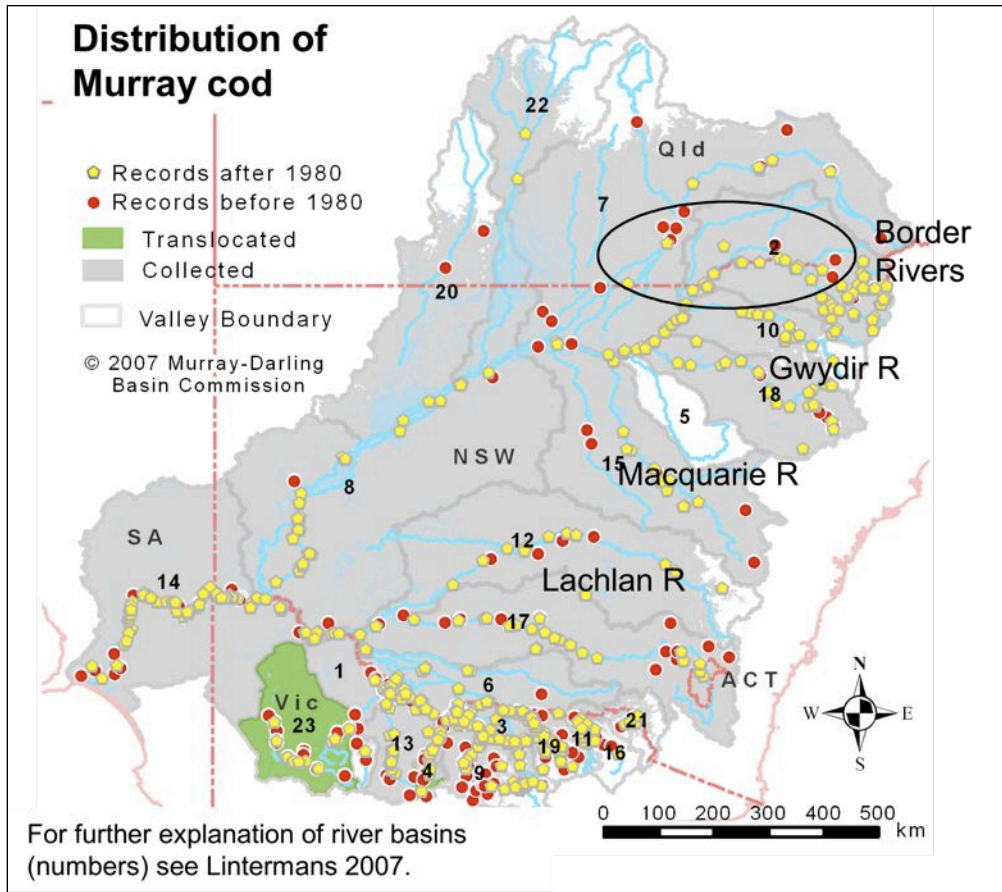 Distribution of
Murray cod
Records after 1980
Records before 1980
Translocated
Collected
Valley Boundary
© 2007 Murray-Darling
Basin Commission
22
Qld
7
2
Border
Rivers
20
10
Gwydir R
18
5
NSW
15
Macquarie R
8
SA
12
14
Lachlan R
17
1
ACT
6
Vic
23
21
3
13
19
11
16
4
9
N
W
E
S
0 100 200 300 400 500
km
For further explanation of river basins
(numbers) see Lintermans 2007.